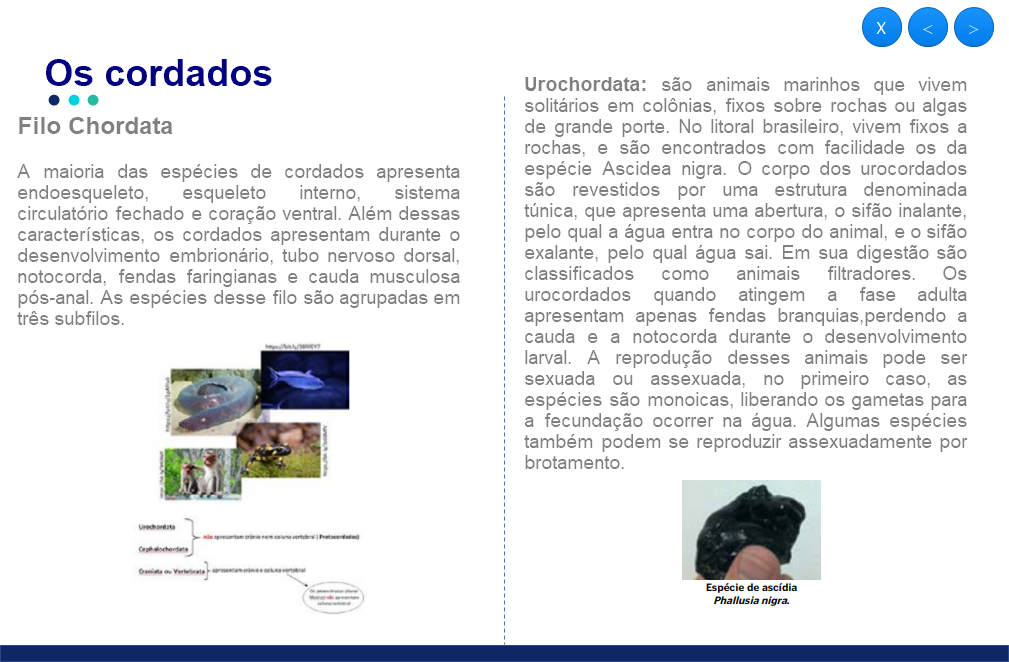 X < >
Os cordados
Filo Chordata
A maioria das espécies de cordados apresenta
endoesqueleto, esqueleto interno, sistema
circulatório fechado e coração ventral. Além dessas
características, os cordados apresentam durante o
desenvolvimento embrionário, tubo nervoso dorsal,
notocorda, fendas faringianas e cauda musculosa
pós-anal. As espécies desse filo são agrupadas em
três subfilos.
Urochordata
não apresentam crânio nem coluna vertebral ( Protocordados)
Cephalochordata
Craniata ou Vertebrata
apresentam crânio e coluna vertebral
não apresentam
coluna vertebral
Urochordata: são animais marinhos que vivem
solitários em colônias, fixos sobre rochas ou algas
de grande porte. No litoral brasileiro, vivem fixos a
rochas, e são encontrados com facilidade os da
espécie Ascidea nigra. O corpo dos urocordados
são revestidos por uma estrutura denominada
túnica, que apresenta uma abertura, o sifão inalante,
pelo qual a água entra no corpo do animal, e o sifão
exalante, pelo qual água sai. Em sua digestão são
classificados como animais filtradores. Os
urocordados quando atingem a fase adulta
apresentam apenas fendas branquias,perdendo a
cauda e a notocorda durante o desenvolvimento
larval. A reprodução desses animais pode ser
sexuada ou assexuada, no primeiro caso, as
espécies são monoicas, liberando os gametas para
a fecundação ocorrer na água. Algumas espécies
também podem se reproduzir assexuadamente por
brotamento.
Espécie de ascídia
Phallusia nigra.